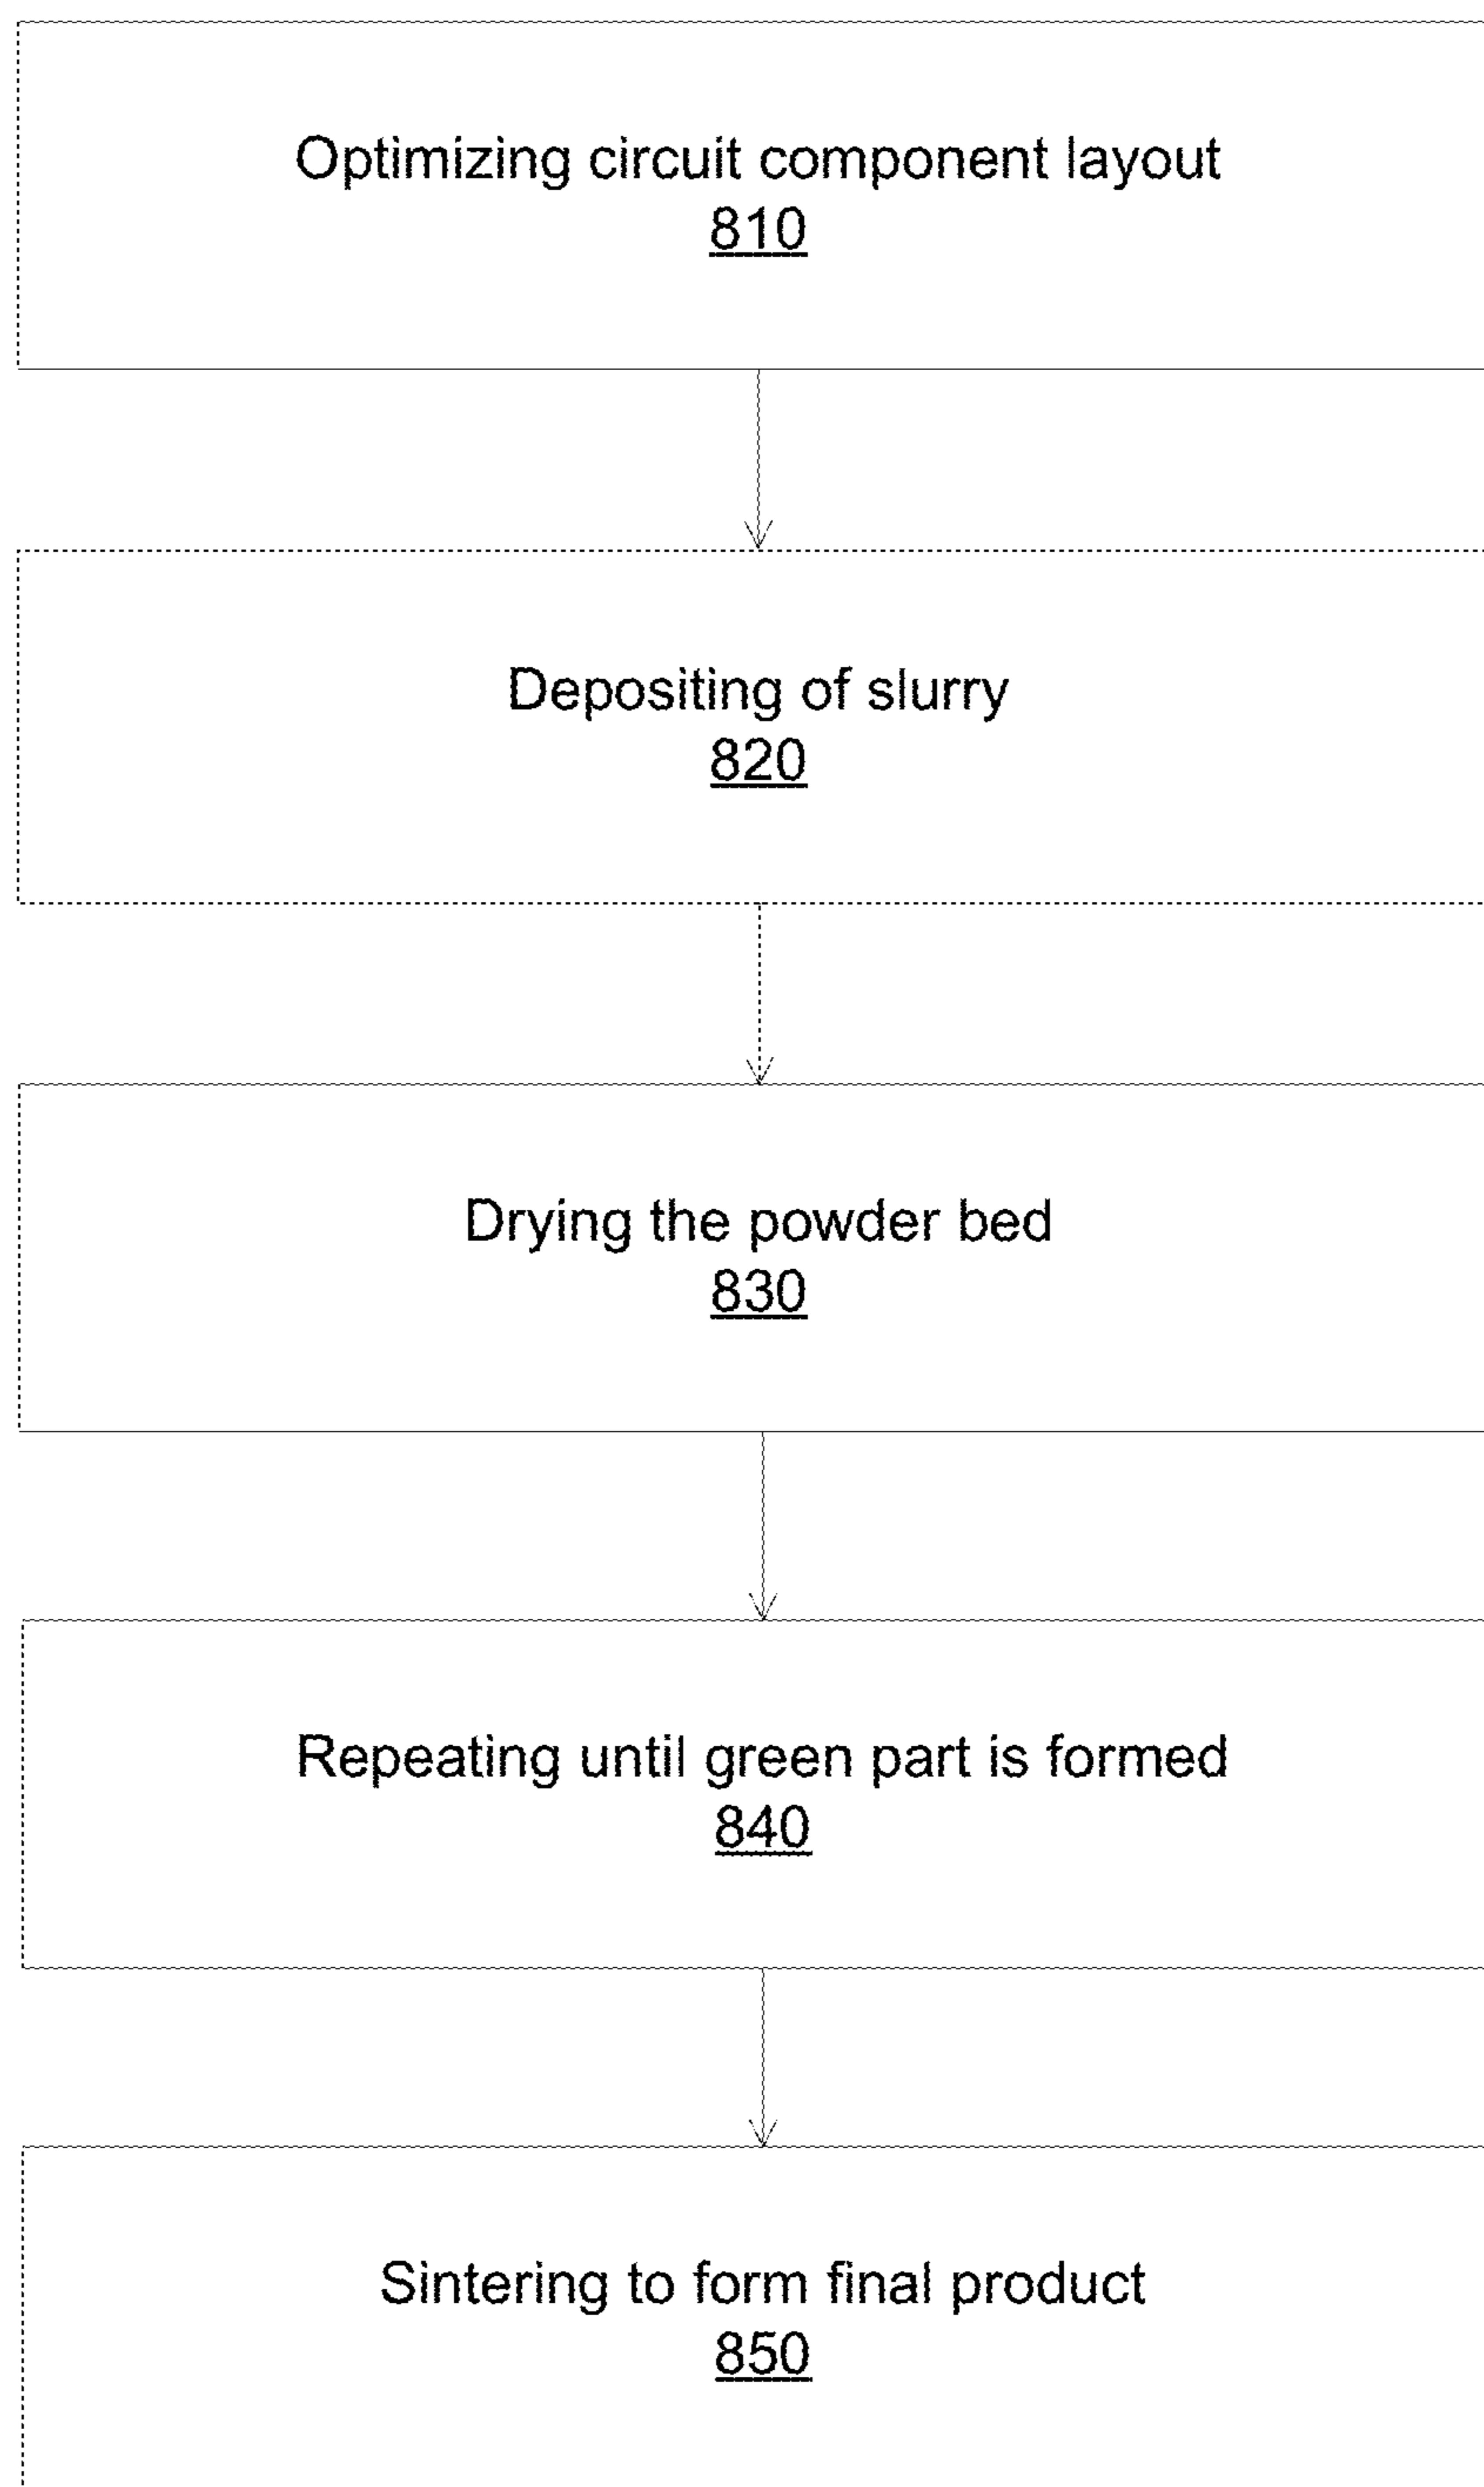 Optimizing circuit component layout
810
Depositing of slurry
820
Drying the powder bed
830
Repeating until green part is formed
840
Sintering to form final product
850